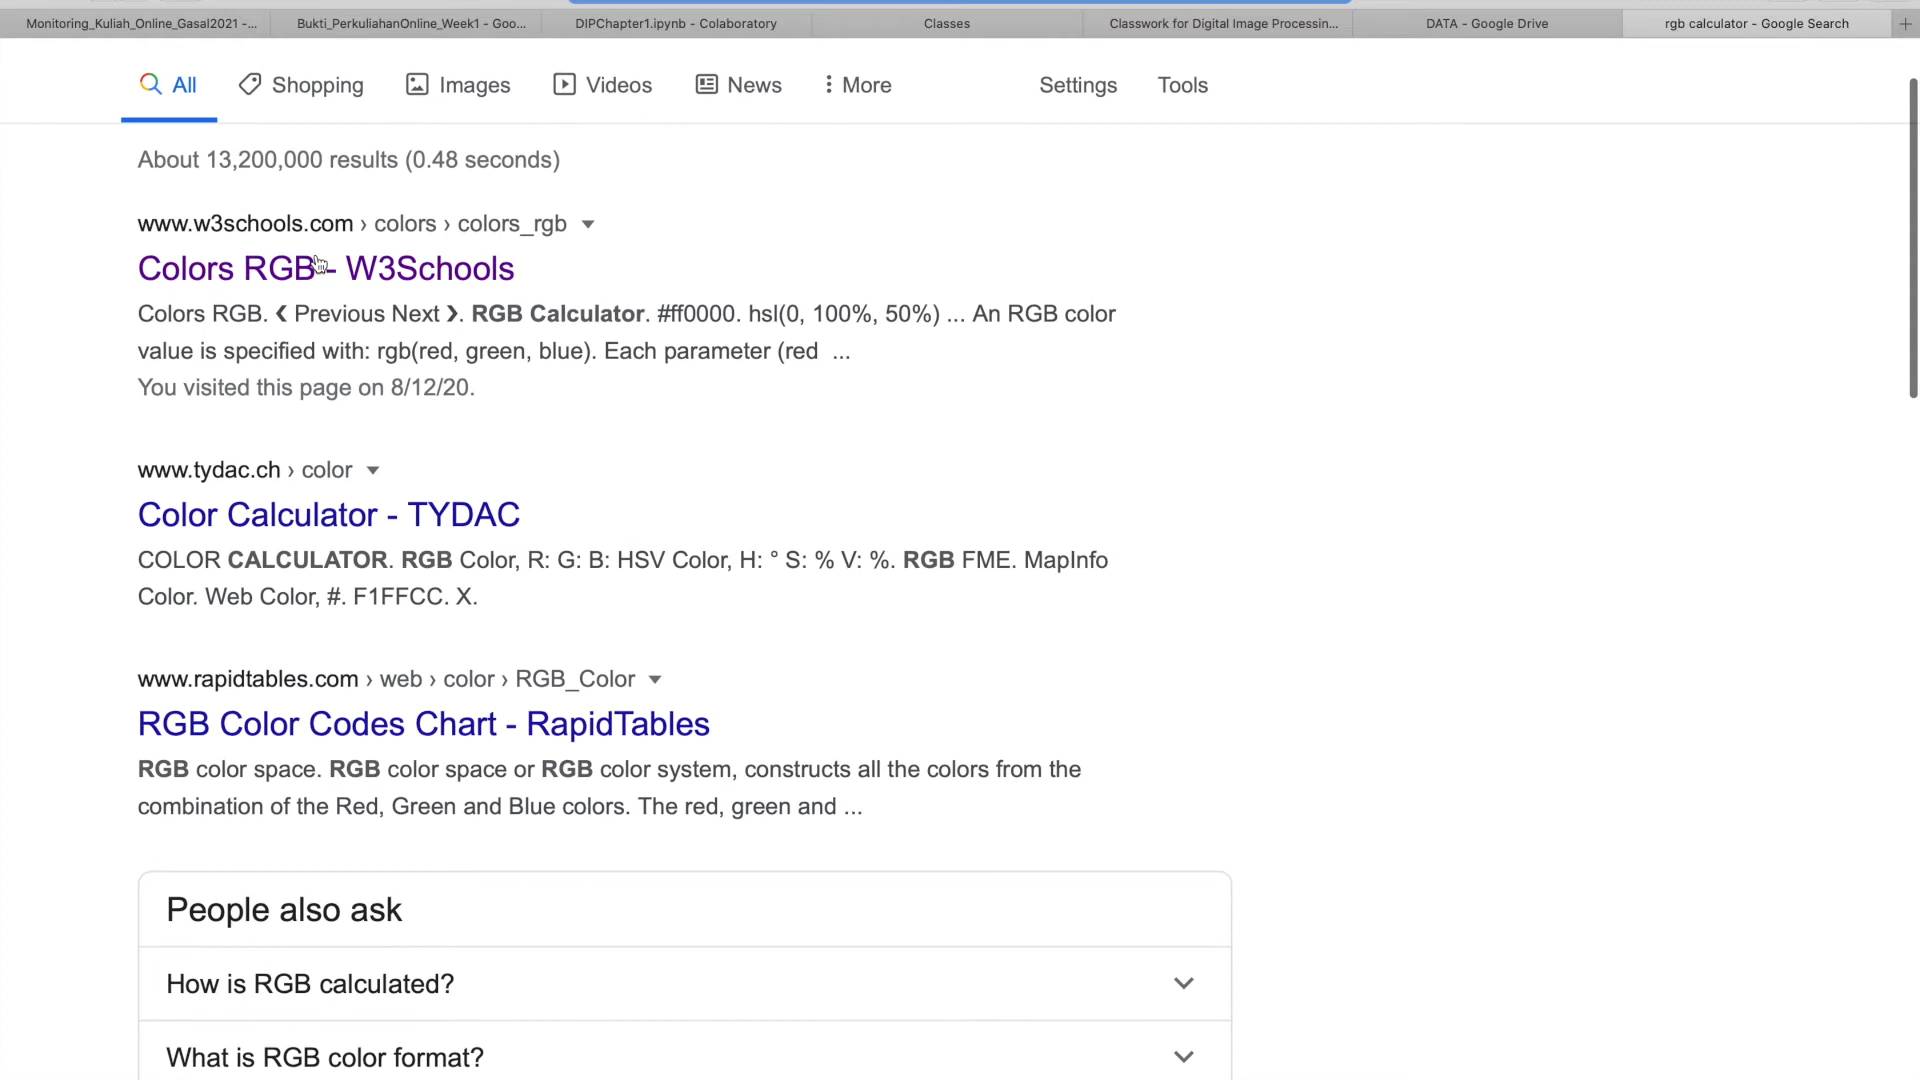 Monitoring_Kuliah_Online_Gasal2021 -...
Bukti_PerkuliahanOnline_Week1 - Goo...
DIPChapter1.ipynb - Colaboratory
Classes
Classwork for Digital Image Processin...
DATA - Google Drive
rgb calculator - Google Search
All
Shopping
Images
Videos
News
More
Settings
Tools
About 13,200,000 results (0.48 seconds)
www.w3schools.com › colors › colors_rgb
Colors RGB - W3Schools
Colors RGB. ❮ Previous Next ❯. RGB Calculator. #ff0000. hsl(0, 100%, 50%) ... An RGB color
value is specified with: rgb(red, green, blue). Each parameter (red ...
You visited this page on 8/12/20.
www.tydac.ch › color
Color Calculator - TYDAC
COLOR CALCULATOR. RGB Color, R: G: B: HSV Color, H: ° S: % V: %. RGB FME. MapInfo
Color. Web Color, #. F1FFCC. X.
www.rapidtables.com › web › color › RGB_Color
RGB Color Codes Chart - RapidTables
RGB color space. RGB color space or RGB color system, constructs all the colors from the
combination of the Red, Green and Blue colors. The red, green and ...
People also ask
How is RGB calculated?
What is RGB color format?